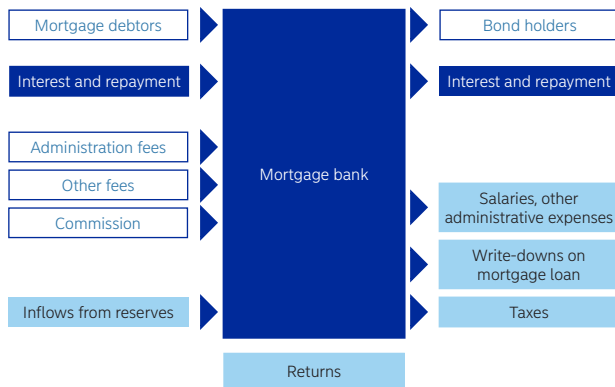 Mortgage debtors
Interest and repayment
Administration fees
Other fees
Commission
Inflows from reserves
Mortgage bank
Returns
Bond holders
Interest and repayment
Salaries, other
administrative expenses
Write-downs on
mortgage loan
Taxes